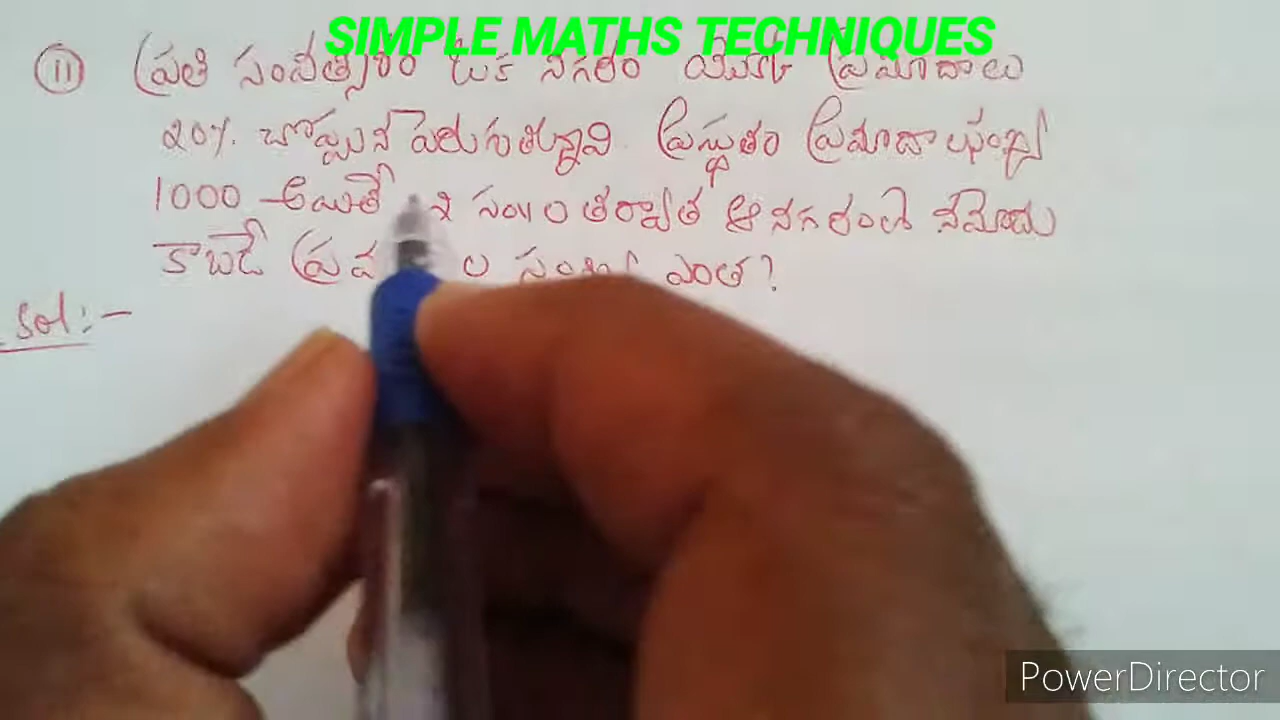 SIMPLE MATHS TECHNIQUES
11 ప్రతి సంవత్సరం ఒక నగరం యొక్క ప్రమాదాలు
20% చొప్పున పెరుగుతున్నవి. ప్రస్థుతం ప్రమాదాల సంఖ్య
1000 అయితే 2 సం॥ల తర్వాత ఆ నగరంలో నమోదు
కాబడే సంఖ్య ఎంత?
Sol:-
PowerDirector